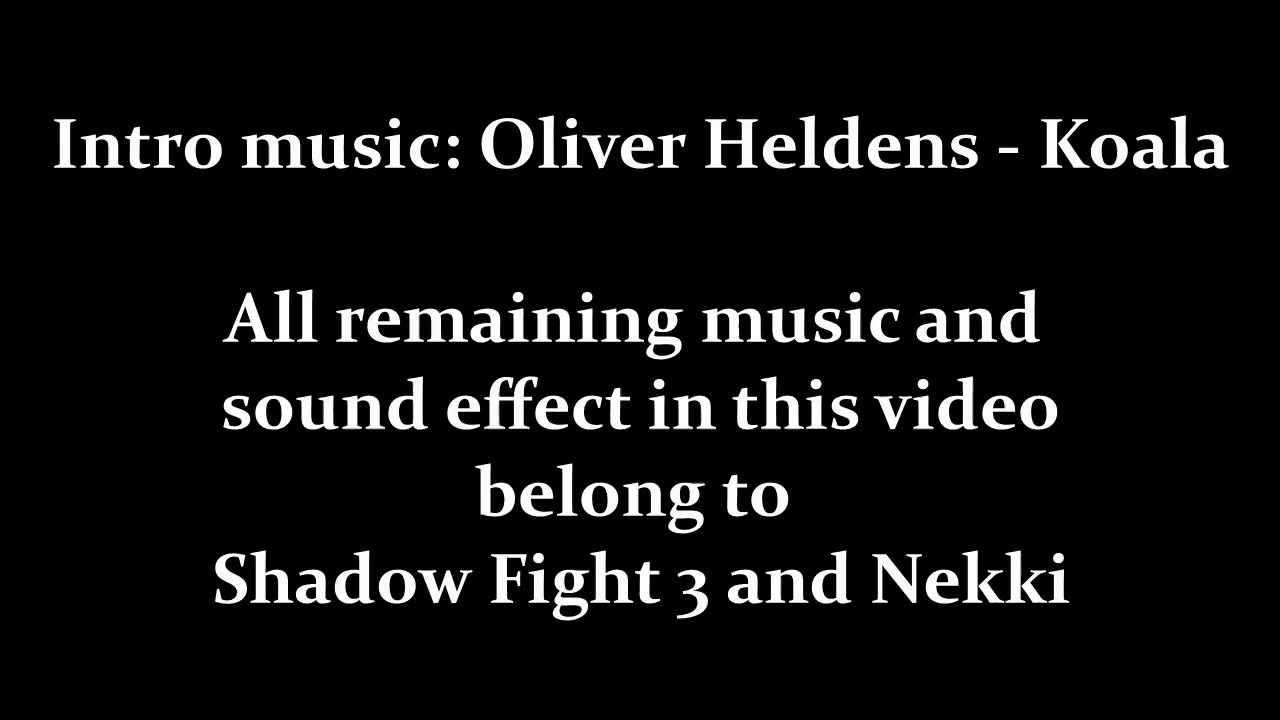 Intro music: Oliver Heldens - Koala
All remaining music and
sound effect in this video
belong to
Shadow Fight 3 and Nekki